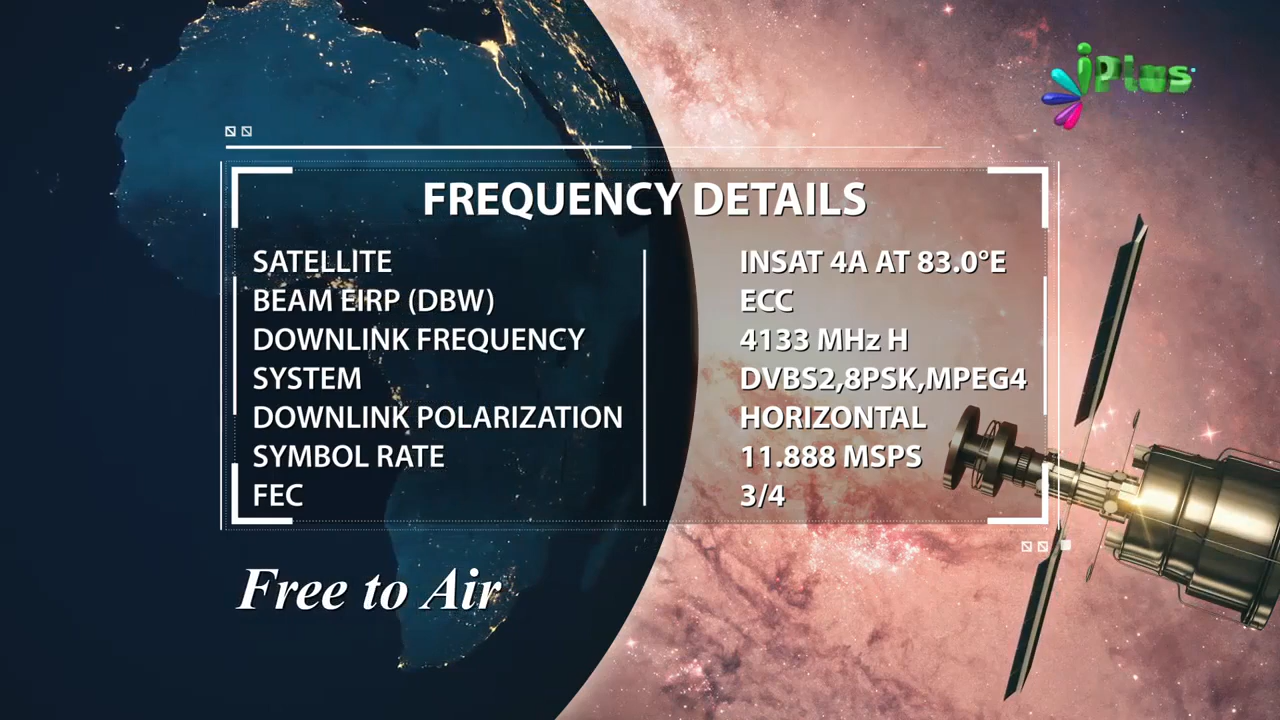 iPlus
FREQUENCY DETAILS
SATELLITE INSAT 4A AT 83.0°E
BEAM EIRP (DBW) ECC
DOWNLINK FREQUENCY 4133 MHz H
SYSTEM DVBS2,8PSK,MPEG4
DOWNLINK POLARIZATION HORIZONTAL
SYMBOL RATE 11.888 MSPS
FEC 3/4
Free to Air